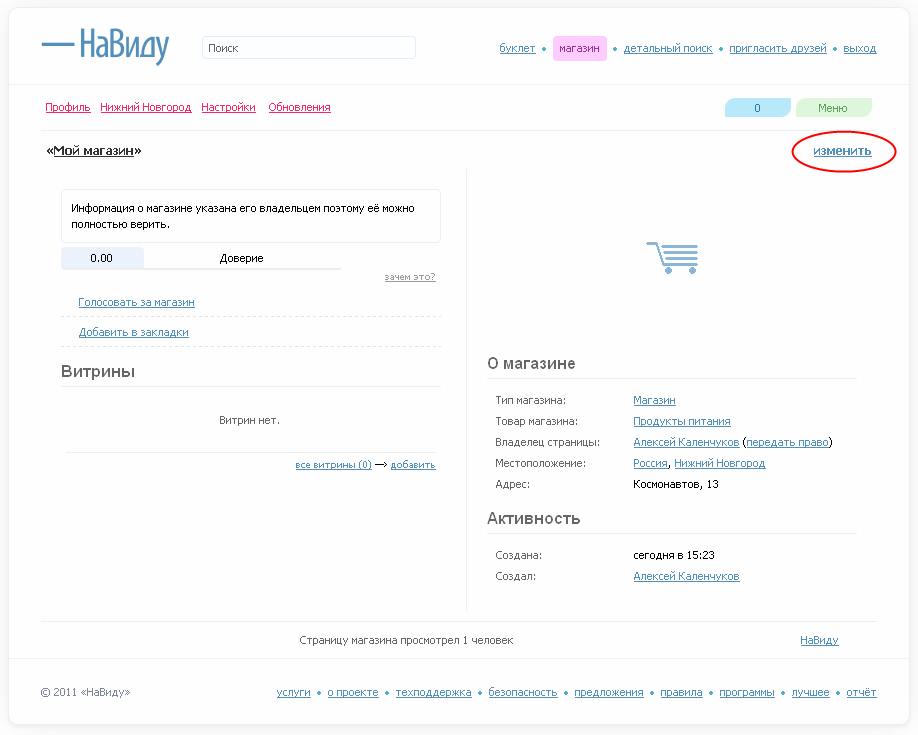 НаВиду
Поиск
буклет • магазин • детальный поиск • пригласить друзей • выход
Профиль Нижний Новгород Настройки Обновления
0 Меню
«Мой магазин»
изменить
Информация о магазине указана его владельцем поэтому её можно
полностью верить.
0.00 Доверие
зачем это?
Голосовать за магазин
Добавить в закладки
Витрины
Витрин нет.
все витрины (0) → добавить
О магазине
Тип магазина: Магазин
Товар магазина: Продукты питания
Владелец страницы: Алексей Каленчуков (передать право)
Местоположение: Россия, Нижний Новгород
Адрес: Космонавтов, 13
Активность
Создана: сегодня в 15:23
Создал: Алексей Каленчуков
Страницу магазина просмотрел 1 человек
НаВиду
© 2011 «НаВиду»
услуги • о проекте • техподдержка • безопасность • предложения • правила • программы • лучшее • отчёт